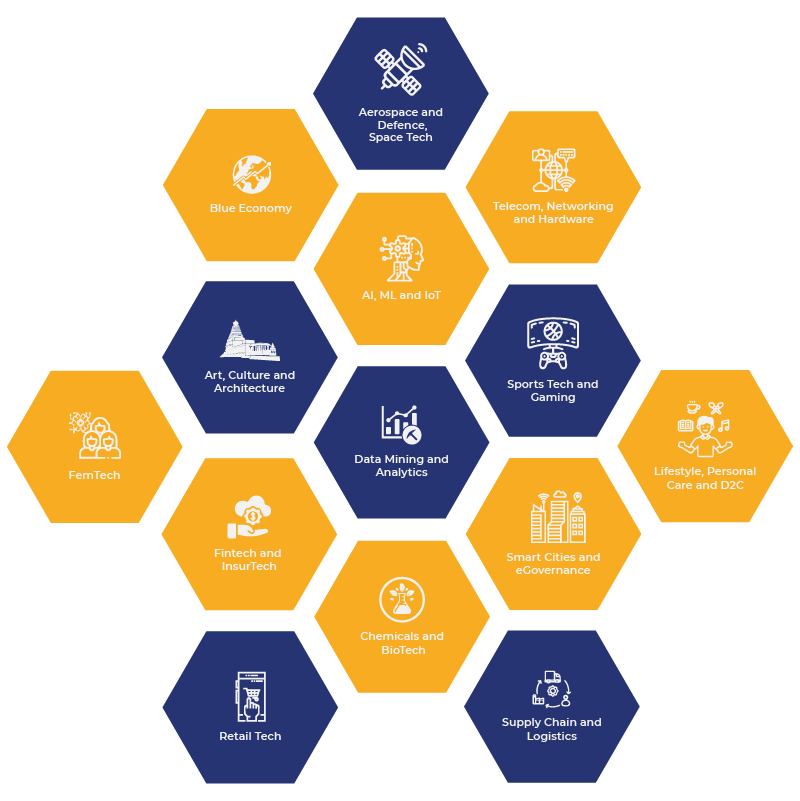 Aerospace and
Defence,
Space Tech
Blue Economy
Telecom, Networking
and Hardware
AI, ML and IoT
Art, Culture and
Architecture
Sports Tech and
Gaming
FemTech
Data Mining and
Analytics
Lifestyle, Personal
Care and D2C
Fintech and
InsurTech
Smart Cities and
eGovernance
Chemicals and
BioTech
Retail Tech
Supply Chain and
Logistics